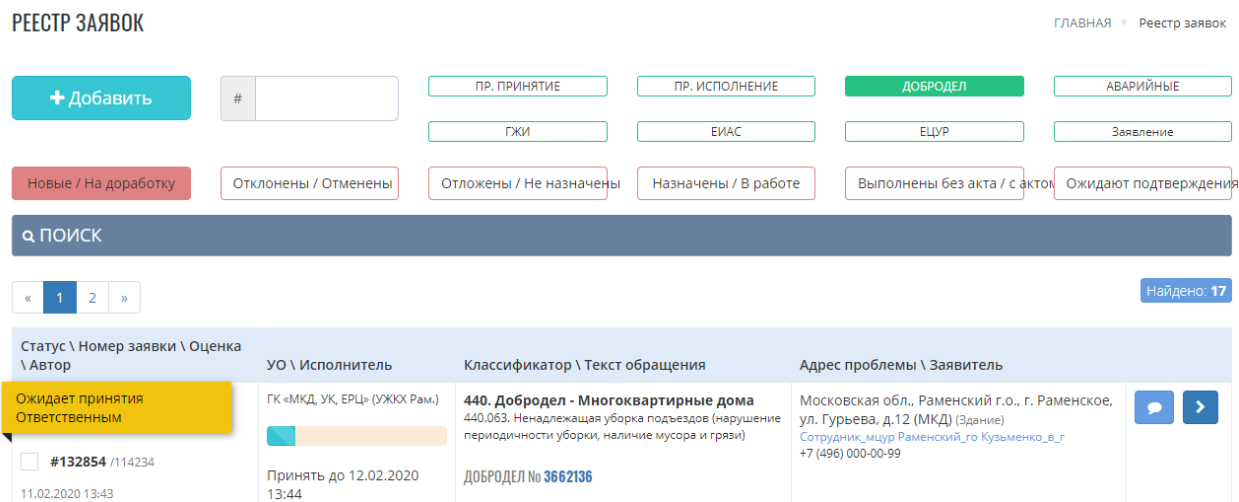 РЕЕСТР ЗАЯВОК
ГЛАВНАЯ Реестр заявок
+ Добавить
#
ПР. ПРИНЯТИЕ
ПР. ИСПОЛНЕНИЕ
ДОБРОДЕЛ
АВАРИЙНЫЕ
ГЖИ
ЕИАС
ЕЦУР
Заявление
Новые / На доработку
Отклонены / Отменены
Отложены / Не назначены
Назначены / В работе
Выполнены без акта / с актом
Ожидают подтверждения
ПОИСК
« 1 2 »
Найдено: 17
Статус \ Номер заявки \ Оценка
\ Автор
УО \ Исполнитель
Классификатор \ Текст обращения
Адрес проблемы \ Заявитель
Ожидает принятия
Ответственным
#132854 /114234
11.02.2020 13:43
ГК «МКД, УК, ЕРЦ» (УЖКХ Рам.)
Принять до 12.02.2020
13:44
440. Добродел - Многоквартирные дома
440.063. Ненадлежащая уборка подъездов (нарушение
периодичности уборки, наличие мусора и грязи)
ДОБРОДЕЛ No 3662136
Московская обл., Раменский г.о., г. Раменское,
ул. Гурьева, д.12 (МКД) (Здание)
Сотрудник_мцур Раменский_го Кузьменко_в_г
+7 (496) 000-00-99